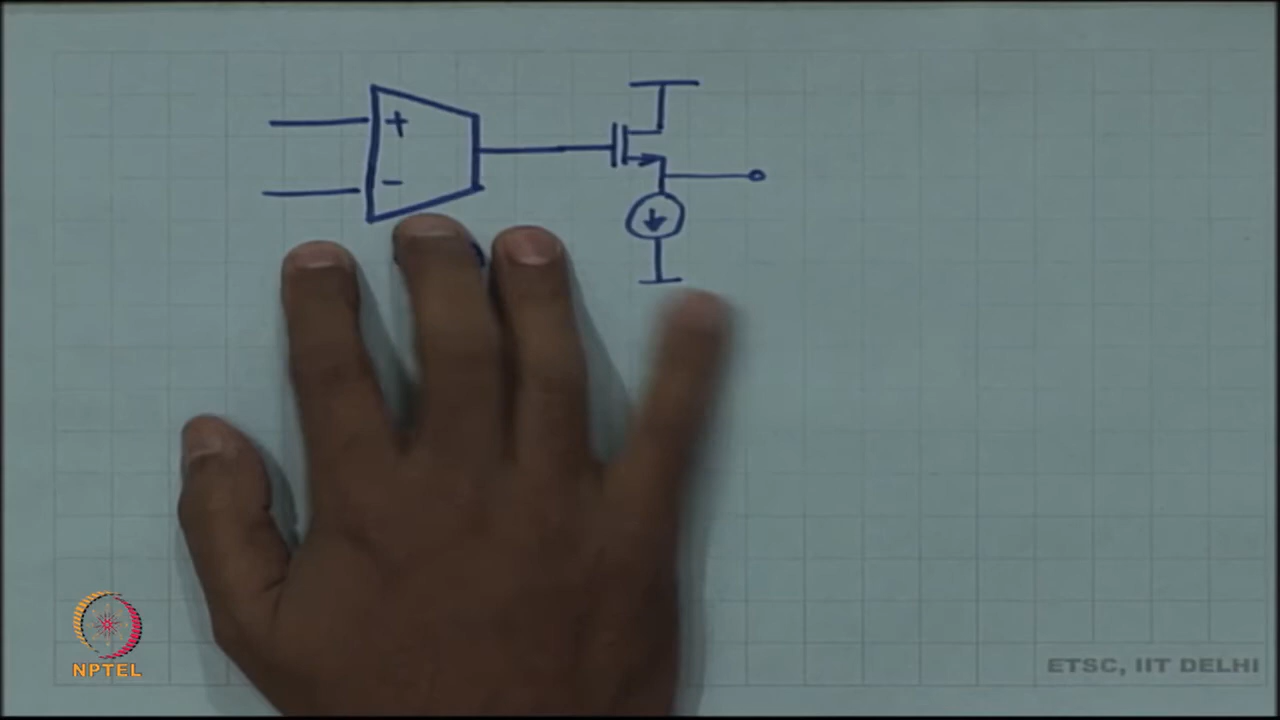 +
-
NPTEL
ETSC, IIT DELHI